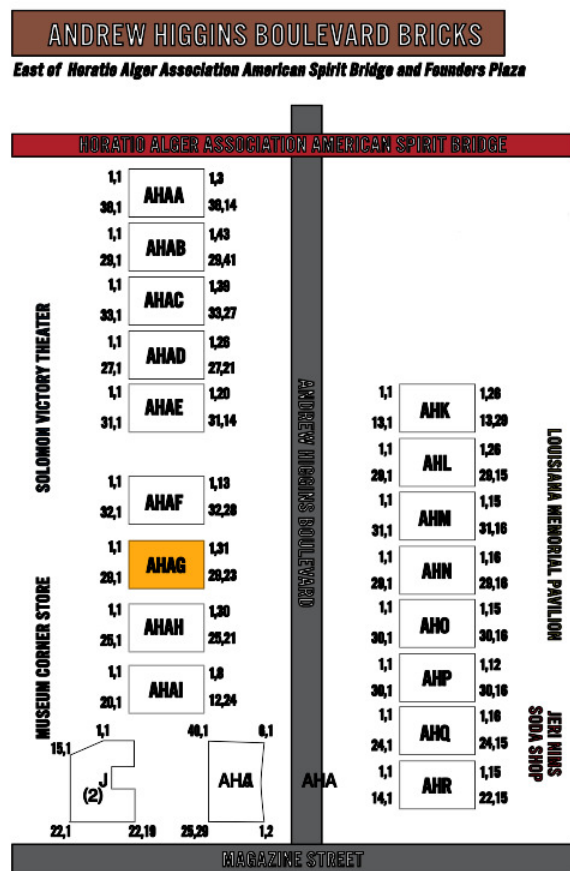 ANDREW HIGGINS BOULEVARD BRICKS
East of Horatio Alger Association American Spirit Bridge and Founders Plaza
HORATIO ALGER ASSOCIATION AMERICAN SPIRIT BRIDGE
1,1 1,3
AHAA
38,1 38,14
1,1 1,43
AHAB
29,1 29,41
1,1 1,39
AHAC
33,1 33,27
1,1 1,26
AHAD
27,1 27,21
1,1 1,20
AHAE
31,1 31,14
SOLOMON VICTORY THEATER
1,1 1,13
AHAF
32,1 32,28
1,1 1,31
AHAG
29,1 29,23
1,1 1,30
AHAH
25,1 25,21
1,1 1,8
AHAI
20,1 12,24
MUSEUM CORNER STORE
1,1
15,1
J
(2)
22,1 22,19
40,1 6,1
25,29 1,2
ANDREW HIGGINS BOULEVARD
AHA
1,1 1,26
AHK
13,1 13,29
1,1 1,26
AHL
29,1 29,15
1,1 1,15
AHM
31,1 31,16
1,1 1,16
AHN
29,1 29,16
1,1 1,15
AHO
30,1 30,16
1,1 1,12
AHP
30,1 30,16
1,1 1,16
AHQ
24,1 24,15
1,1 1,15
AHR
14,1 22,15
LOUISIANA MEMORIAL PAVILION
JERI NIMS
SODA SHOP
MAGAZINE STREET